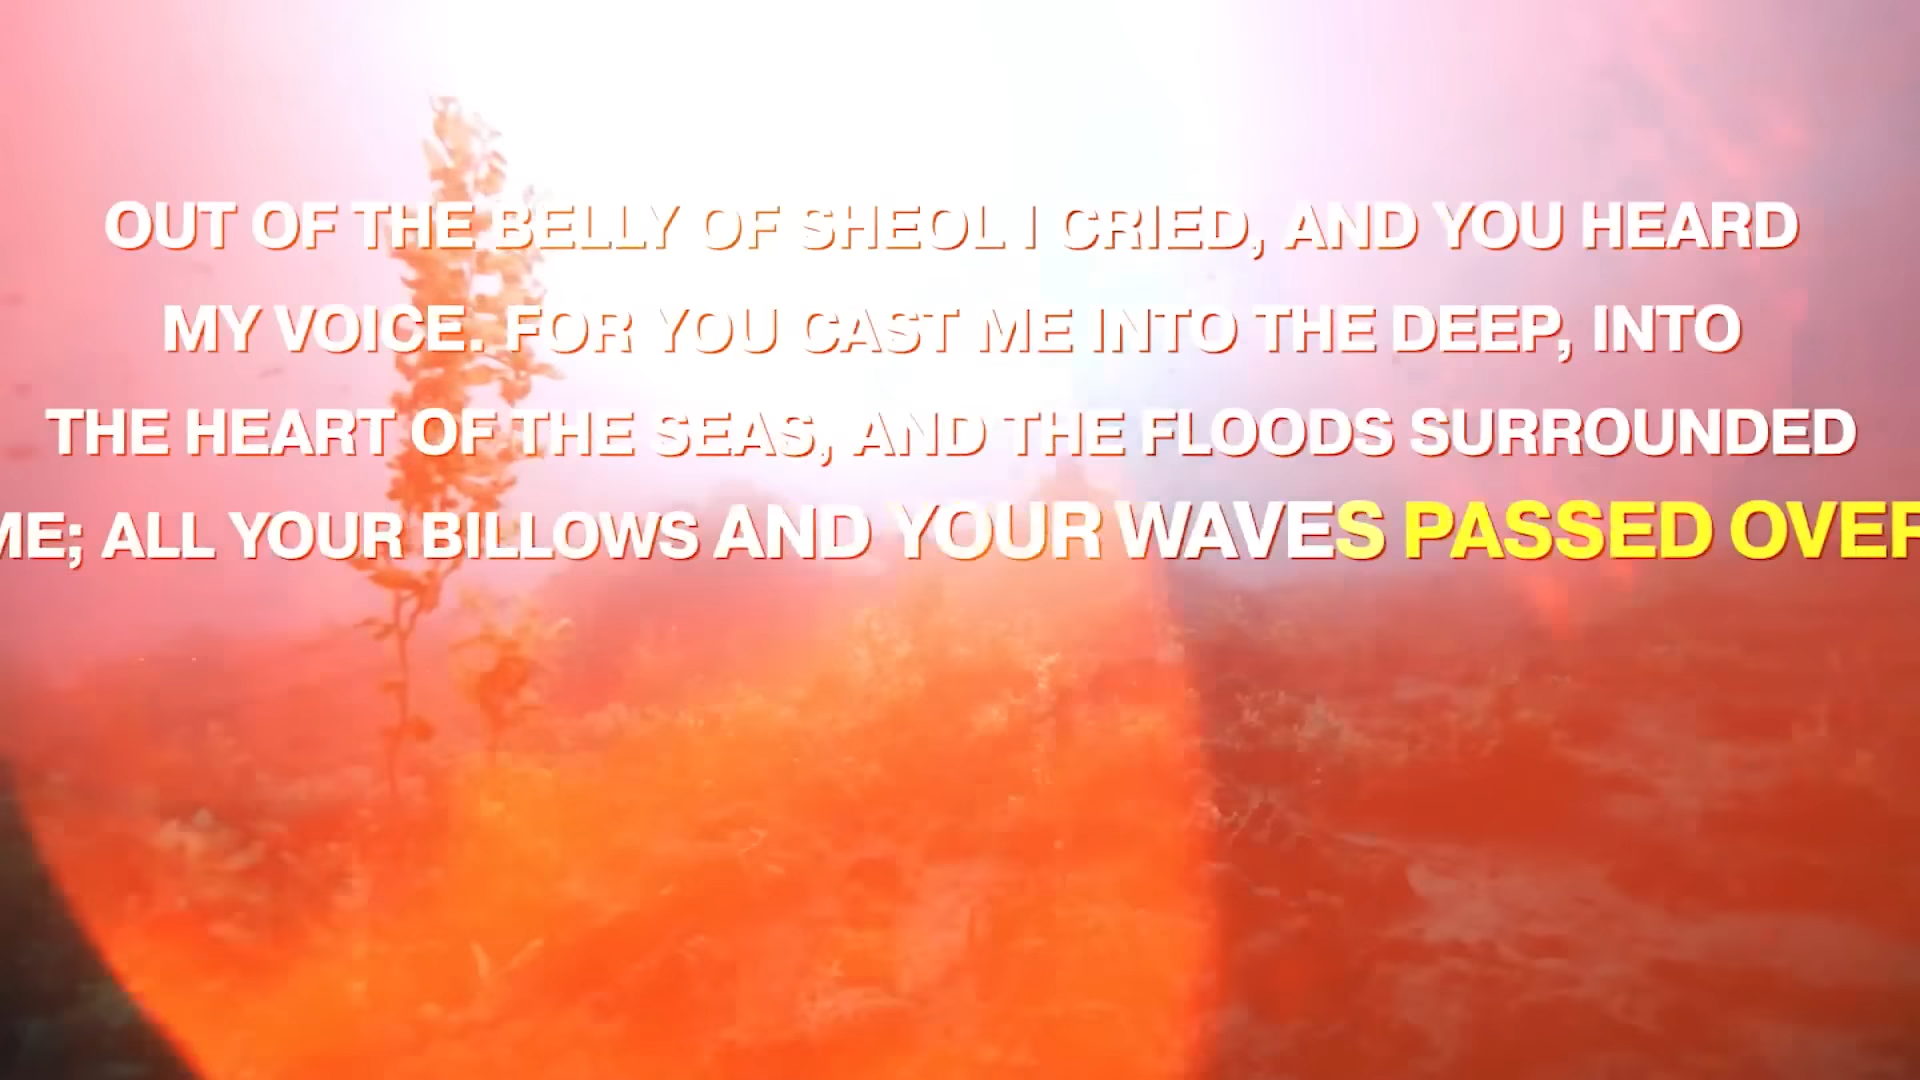 OUT OF THE BELLY OF SHEOL I CRIED, AND YOU HEARD
MY VOICE. FOR YOU CAST ME INTO THE DEEP, INTO
THE HEART OF THE SEAS, AND THE FLOODS SURROUNDED
ME; ALL YOUR BILLOWS AND YOUR WAVES PASSED OVER